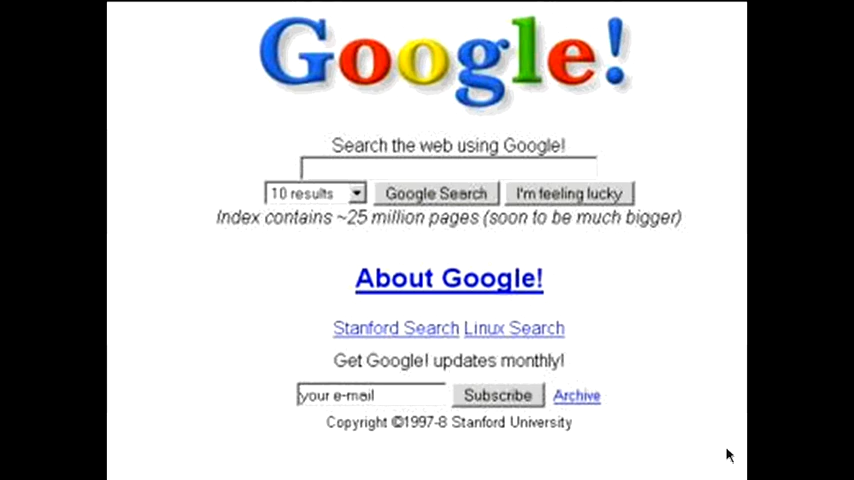 Google!
Search the web using Google!
10 results Google Search I'm feeling lucky
Index contains ~25 million pages (soon to be much bigger)
About Google!
Stanford Search Linux Search
Get Google! updates monthly!
your e-mail Subscribe Archive
Copyright ©1997-8 Stanford University